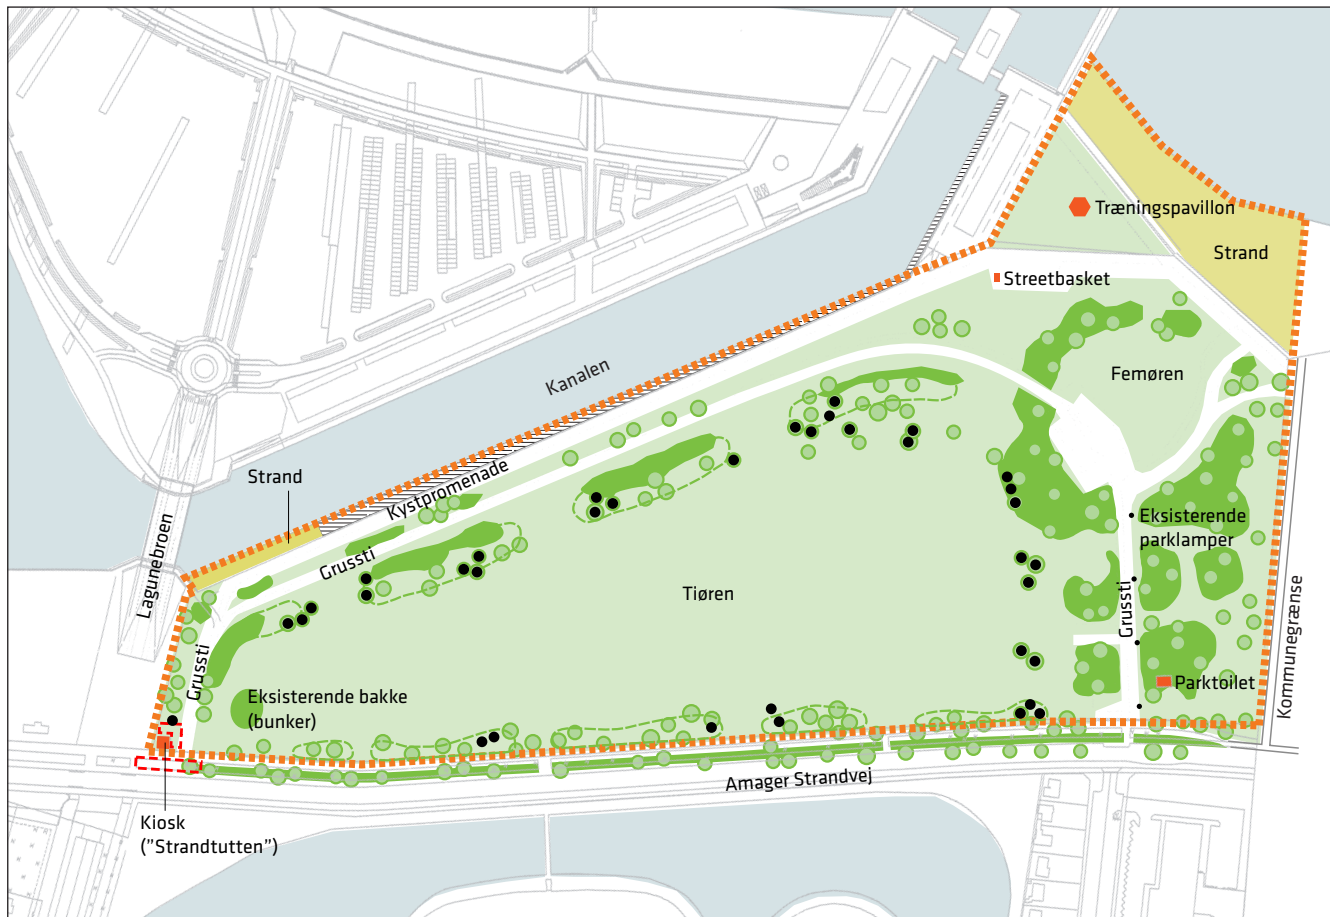 Træningspavillon
Strand
Streetbasket
Kanalen
Femøren
Strand
Kystpromenade
Eksisterende
parklamper
Lagunebroen
Grussti
Tiøren
Grussti
Kommunegrænse
Grussti
Parktoilet
Eksisterende bakke
(bunker)
Amager Strandvej
Kiosk
(”Strandtutten”)